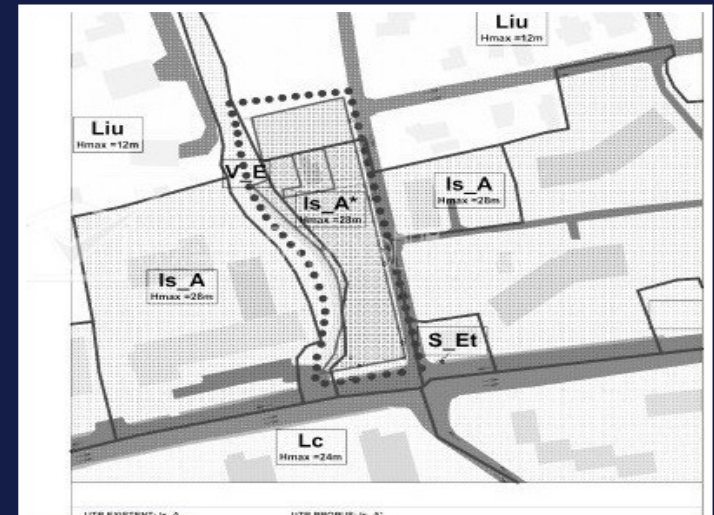 Liu
Hmax =12m
Liu
Hmax =12m
V_E
Is_A*
Hmax =28m
Is_A
Hmax =28m
Is_A
Hmax =28m
S_Et
Lc
Hmax =24m